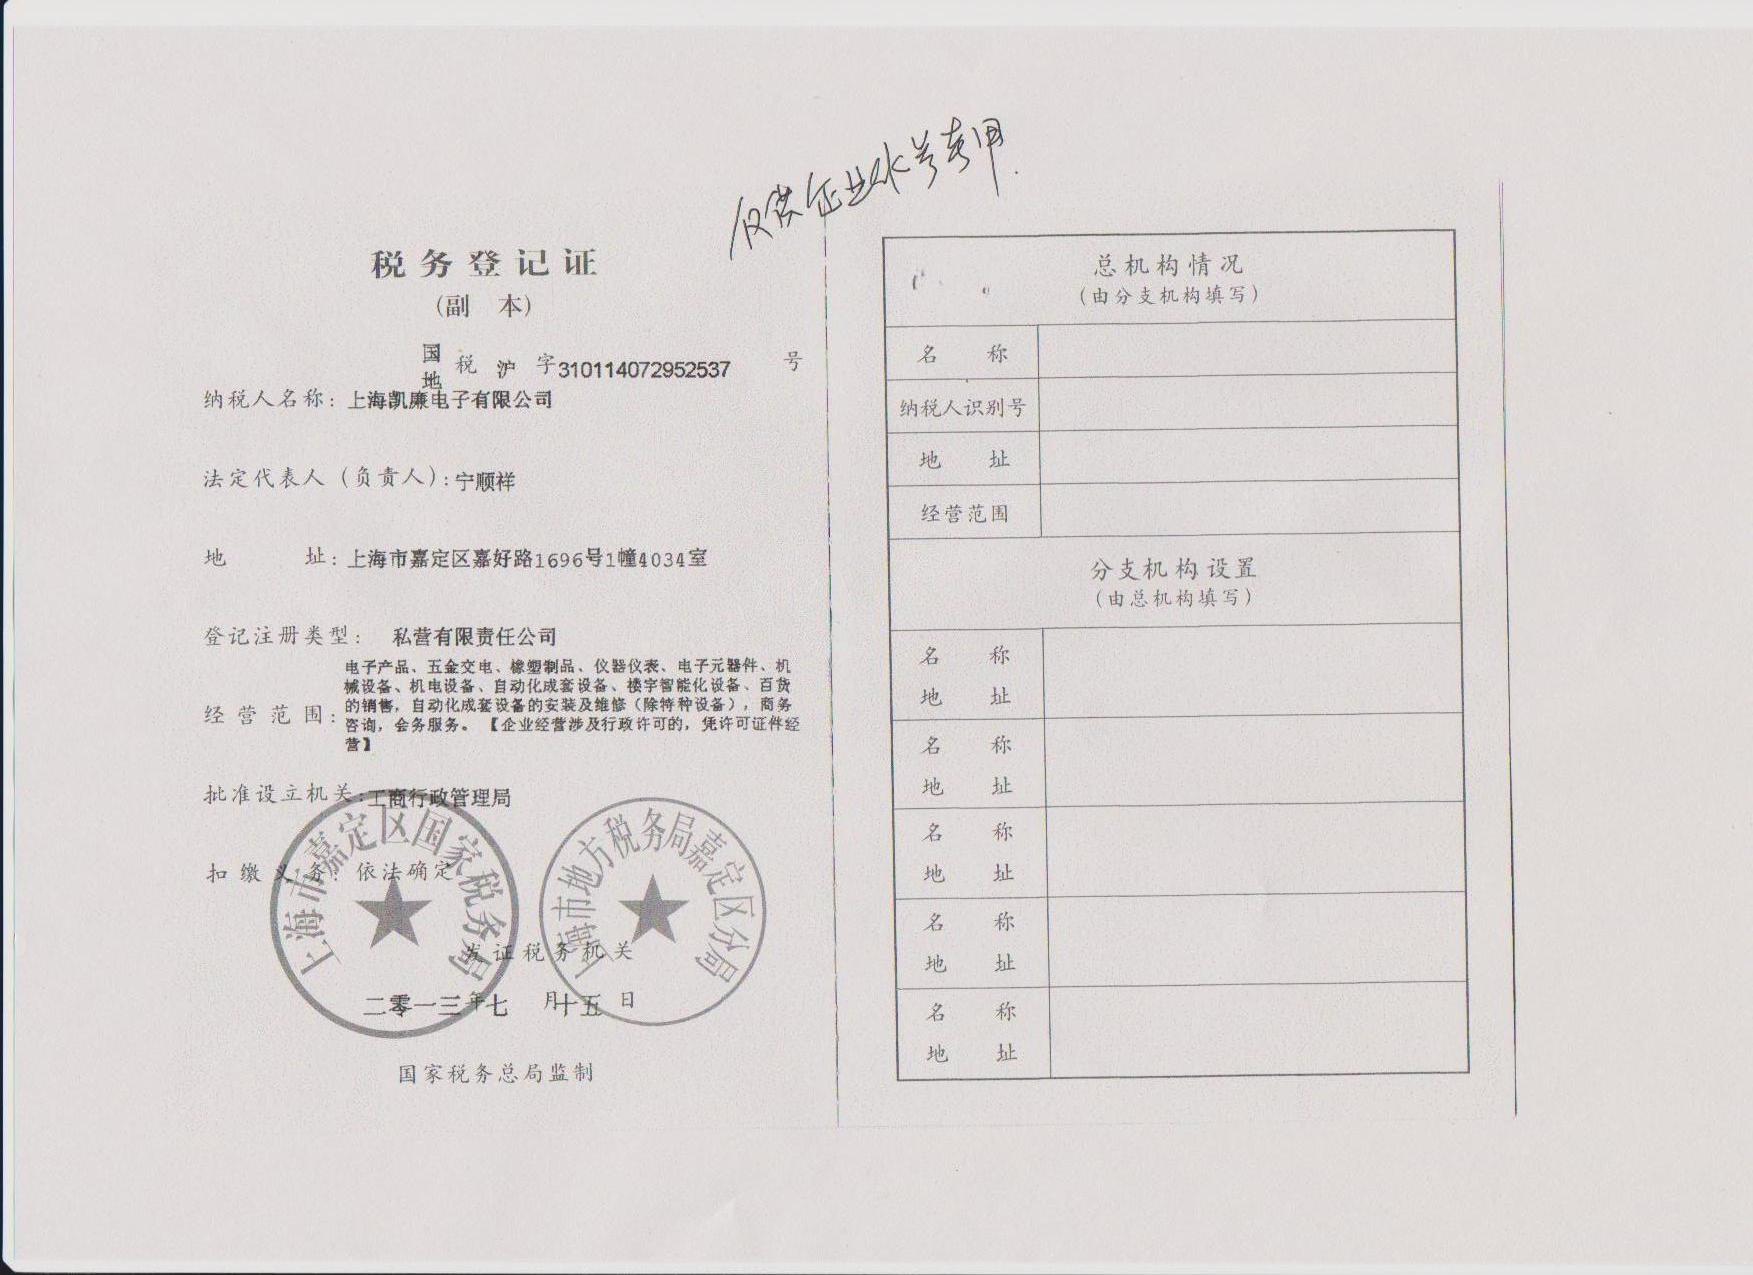 仅供企业水号专用.
税务登记证
(副 本)
国
地
税 沪 字310114072952537 号
纳税人名称: 上海凯廉电子有限公司
法定代表人(负责人): 宁顺祥
地 址: 上海市嘉定区嘉好路1696号1幢4034室
登记注册类型: 私营有限责任公司
经营范围:
电子产品、五金交电、橡塑制品、仪器仪表、电子元器件、机
械设备、机电设备、自动化成套设备、楼宇智能化设备、百货
的销售,自动化成套设备的安装及维修(除特种设备),商务
咨询,会务服务。【企业经营涉及行政许可的,凭许可证件经
营】
批准设立机关: 工商行政管理局
扣缴义务: 依法确定
上海市嘉定区国家税务局
上海市地方税务局嘉定区分局
发证税务机关
二零一三年七 月十五 日
国家税务总局监制
总机构情况
(由分支机构填写)
名 称
纳税人识别号
地 址
经营范围
分支机构设置
(由总机构填写)
名 称
地 址
名 称
地 址
名 称
地 址
名 称
地 址
名 称
地 址